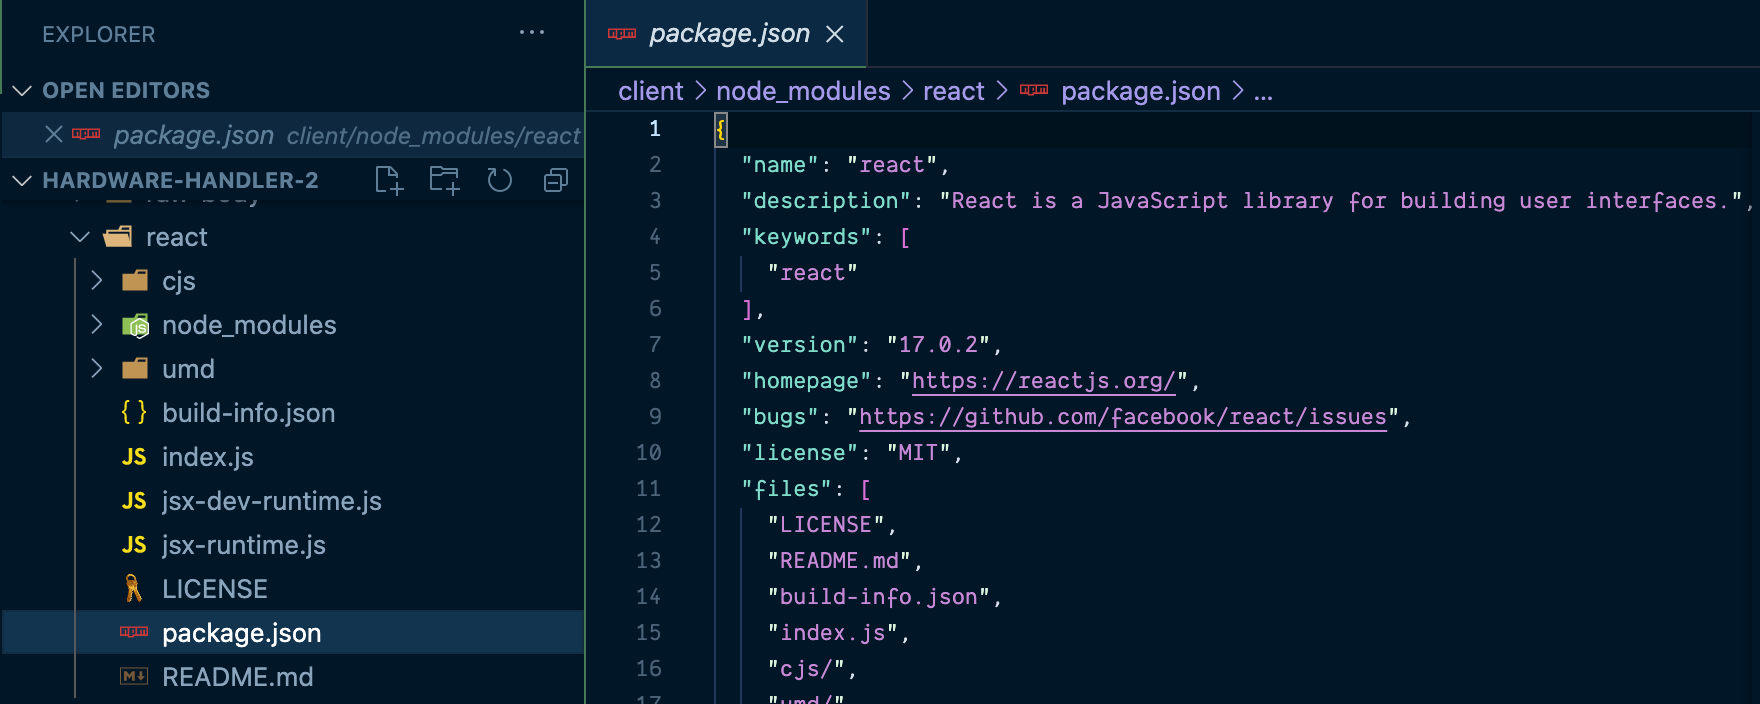 EXPLORER
...
OPEN EDITORS
package.json client/node_modules/react
HARDWARE-HANDLER-2
react
cjs
node_modules
umd
{} build-info.json
JS index.js
JS jsx-dev-runtime.js
JS jsx-runtime.js
LICENSE
package.json
README.md
package.json
client > node_modules > react > package.json > ...
1 {
2 "name": "react",
3 "description": "React is a JavaScript library for building user interfaces.",
4 "keywords": [
5 "react"
6 ],
7 "version": "17.0.2",
8 "homepage": "https://reactjs.org/",
9 "bugs": "https://github.com/facebook/react/issues",
10 "license": "MIT",
11 "files": [
12 "LICENSE",
13 "README.md",
14 "build-info.json",
15 "index.js",
16 "cjs/",
17 "umd/"